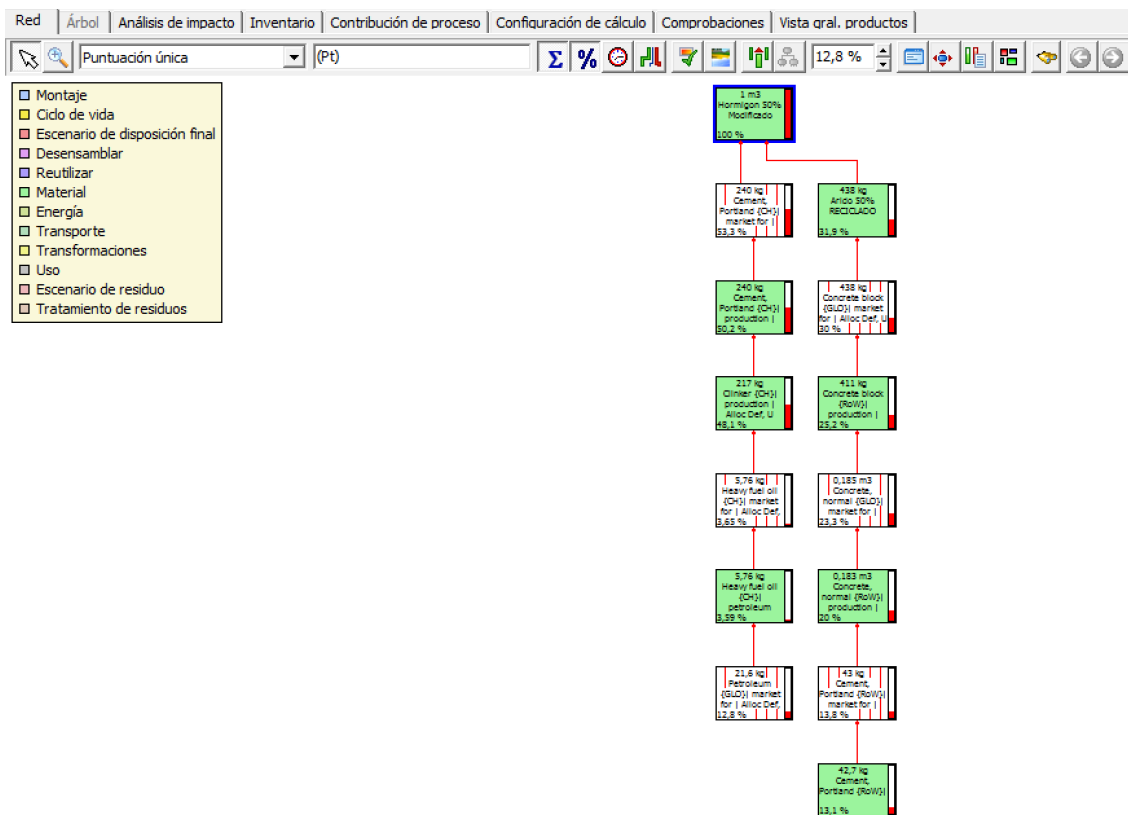 Red Árbol Análisis de impacto Inventario Contribución de proceso Configuración de cálculo Comprobaciones Vista gral. productos
Puntuación única (Pt) Σ % 12,8 %
Montaje
Ciclo de vida
Escenario de disposición final
Desensamblar
Reutilizar
Material
Energía
Transporte
Transformaciones
Uso
Escenario de residuo
Tratamiento de residuos
1 m3
Hormigon 50%
Modificado
100 %
240 kg
Cement,
Portland {CH}|
market for |
53,3 %
438 kg
Arido 50%
RECICLADO
31,9 %
240 kg
Cement,
Portland {CH}|
production |
50,2 %
438 kg
Concrete block
{GLO}| market
for | Alloc Def, U
30 %
217 kg
Clinker {CH}|
production |
Alloc Def, U
48,1 %
411 kg
Concrete block
{RoW}|
production |
25,2 %
5,76 kg
Heavy fuel oil
{CH}| market
for | Alloc Def,
3,65 %
0,185 m3
Concrete,
normal {GLO}|
market for |
23,3 %
5,76 kg
Heavy fuel oil
{CH}|
petroleum
3,59 %
0,183 m3
Concrete,
normal {RoW}|
production |
20 %
21,6 kg
Petroleum
{GLO}| market
for | Alloc Def,
12,8 %
43 kg
Cement,
Portland {RoW}|
market for |
13,8 %
42,7 kg
Cement,
Portland {RoW}|
13,1 %